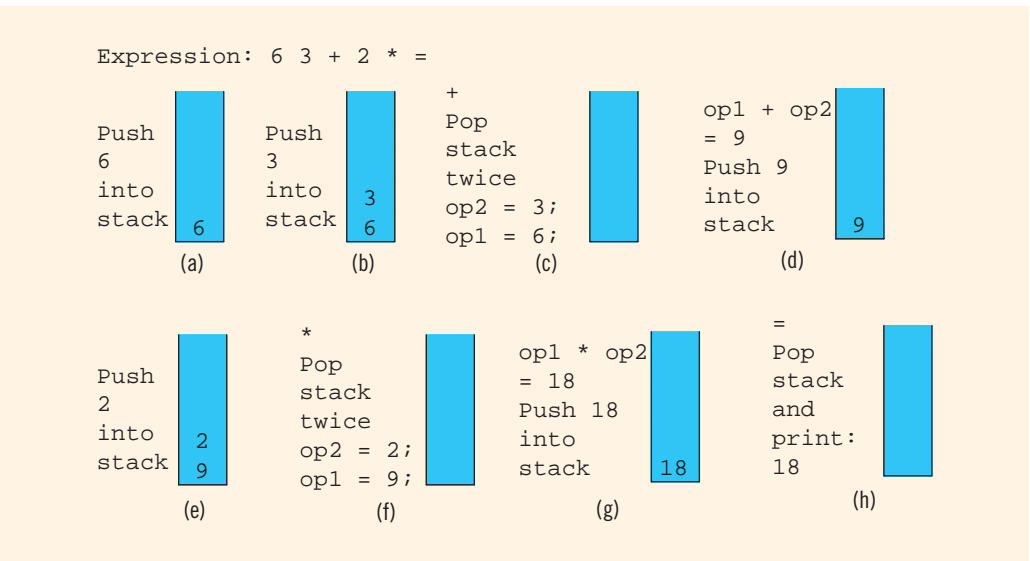 Expression: 6 3 + 2 * =
Push
6
into
stack
6
(a)
Push
3
into
stack
3
6
(b)
+
Pop
stack
twice
op2 = 3;
op1 = 6;
(c)
op1 + op2
= 9
Push 9
into
stack
9
(d)
Push
2
into
stack
2
9
(e)
*
Pop
stack
twice
op2 = 2;
op1 = 9;
(f)
op1 * op2
= 18
Push 18
into
stack
18
(g)
=
Pop
stack
and
print:
18
(h)